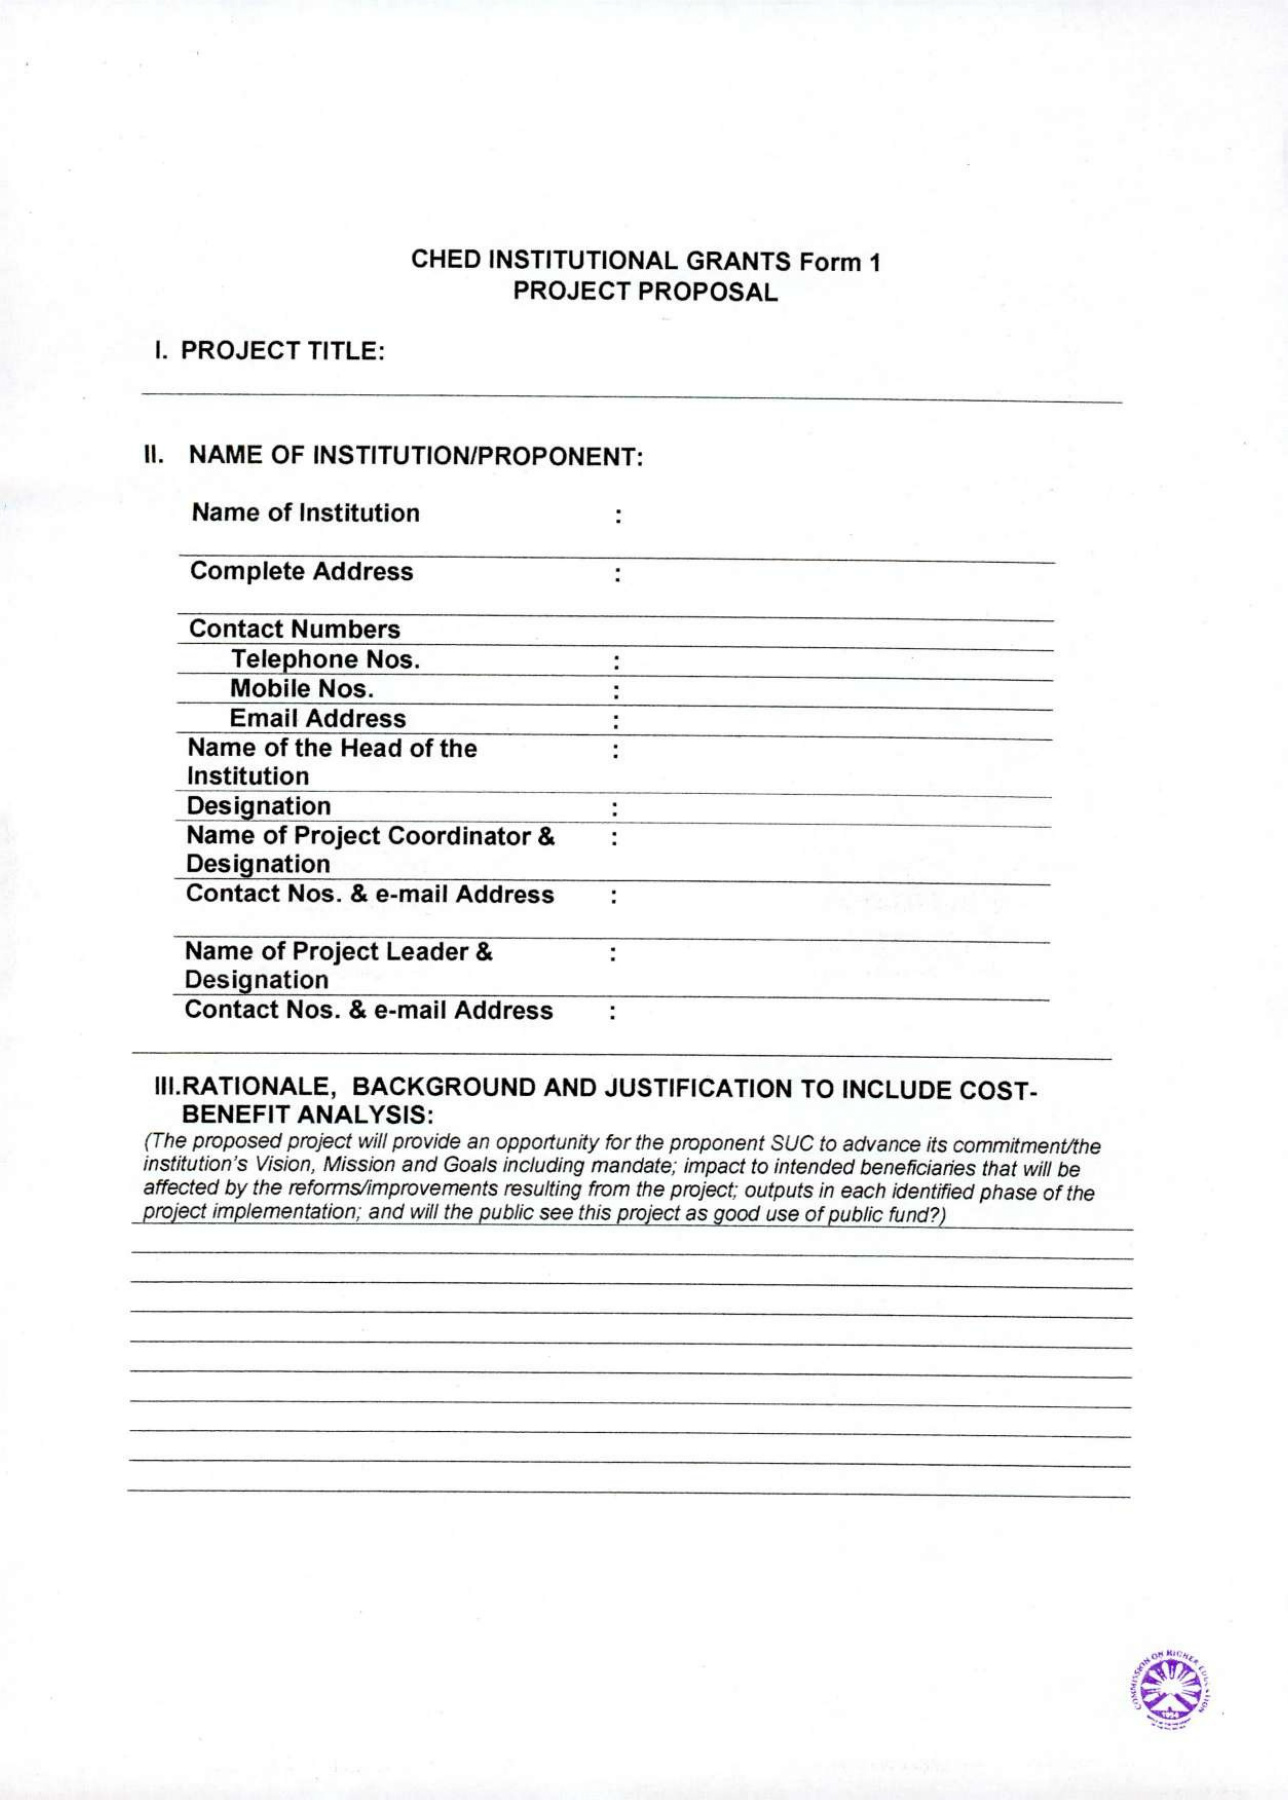 CHED INSTITUTIONAL GRANTS Form 1
PROJECT PROPOSAL
I. PROJECT TITLE:
II. NAME OF INSTITUTION/PROPONENT:
Name of Institution :
Complete Address :
Contact Numbers
Telephone Nos. :
Mobile Nos. :
Email Address :
Name of the Head of the :
Institution
Designation :
Name of Project Coordinator & :
Designation
Contact Nos. & e-mail Address :
Name of Project Leader & :
Designation
Contact Nos. & e-mail Address :
III.RATIONALE, BACKGROUND AND JUSTIFICATION TO INCLUDE COST-
BENEFIT ANALYSIS:
(The proposed project will provide an opportunity for the proponent SUC to advance its commitment/the
institution's Vision, Mission and Goals including mandate; impact to intended beneficiaries that will be
affected by the reforms/improvements resulting from the project; outputs in each identified phase of the
project implementation; and will the public see this project as good use of public fund?)
COMMISSION ON HIGHER EDUCATION
1994